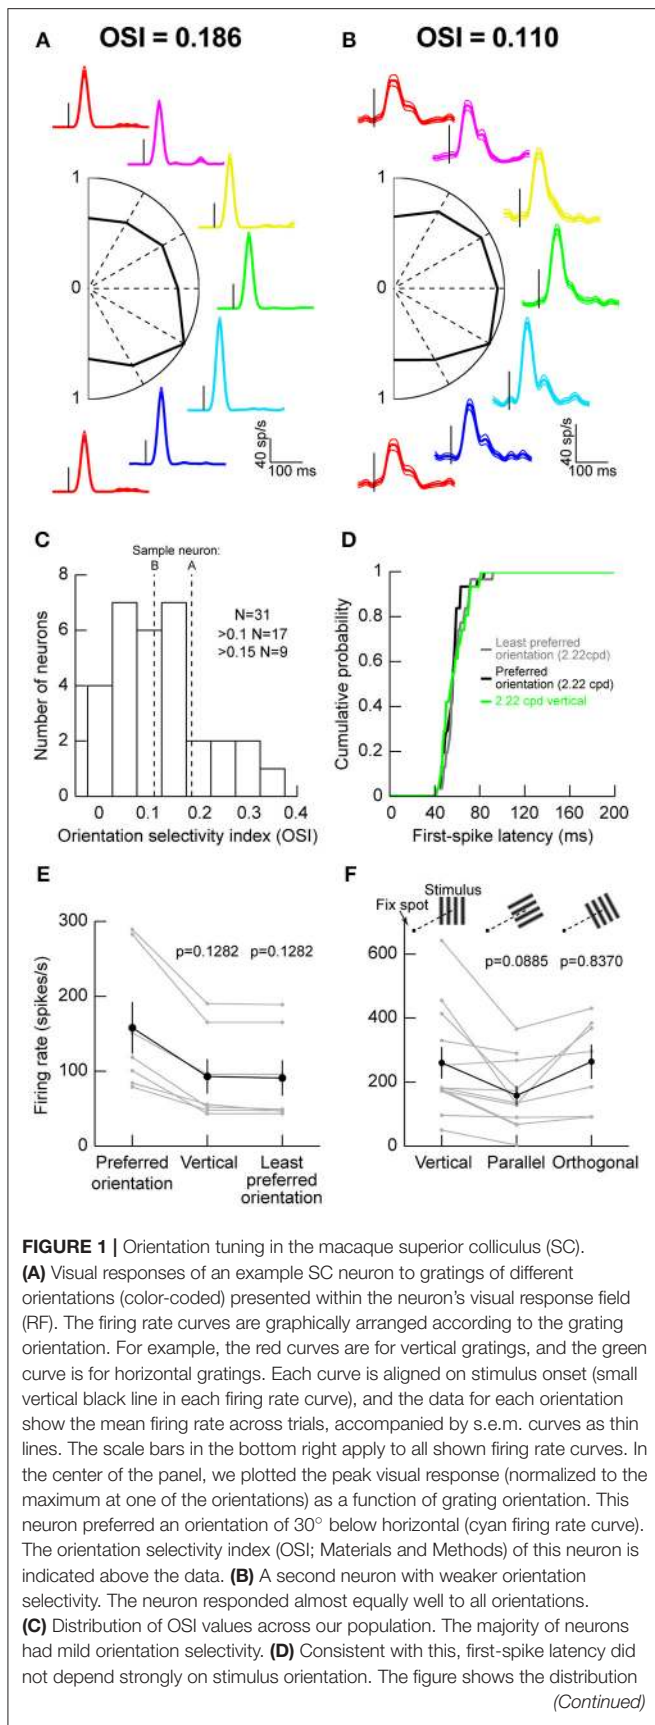 A OSI = 0.186
B OSI = 0.110
1
0
1
40 sp/s
100 ms
1
0
1
40 sp/s
100 ms
C
Sample neuron:
B A
Number of neurons
8
6
4
2
0
N=31
>0.1 N=17
>0.15 N=9
0 0.1 0.2 0.3 0.4
Orientation selectivity index (OSI)
D
Cumulative probability
1
0.8
0.6
0.4
0.2
0
Least preferred
orientation (2.22cpd)
Preferred
orientation (2.22 cpd)
2.22 cpd vertical
0 40 80 120 160 200
First-spike latency (ms)
E
Firing rate (spikes/s)
300
200
100
0
p=0.1282 p=0.1282
Preferred
orientation
Vertical
Least
preferred
orientation
F
Stimulus
Fix spot
600
400
200
0
p=0.0885 p=0.8370
Vertical Parallel Orthogonal
FIGURE 1 | Orientation tuning in the macaque superior colliculus (SC).
(A) Visual responses of an example SC neuron to gratings of different
orientations (color-coded) presented within the neuron's visual response field
(RF). The firing rate curves are graphically arranged according to the grating
orientation. For example, the red curves are for vertical gratings, and the green
curve is for horizontal gratings. Each curve is aligned on stimulus onset (small
vertical black line in each firing rate curve), and the data for each orientation
show the mean firing rate across trials, accompanied by s.e.m. curves as thin
lines. The scale bars in the bottom right apply to all shown firing rate curves. In
the center of the panel, we plotted the peak visual response (normalized to the
maximum at one of the orientations) as a function of grating orientation. This
neuron preferred an orientation of 30° below horizontal (cyan firing rate curve).
The orientation selectivity index (OSI; Materials and Methods) of this neuron is
indicated above the data. (B) A second neuron with weaker orientation
selectivity. The neuron responded almost equally well to all orientations.
(C) Distribution of OSI values across our population. The majority of neurons
had mild orientation selectivity. (D) Consistent with this, first-spike latency did
not depend strongly on stimulus orientation. The figure shows the distribution
(Continued)